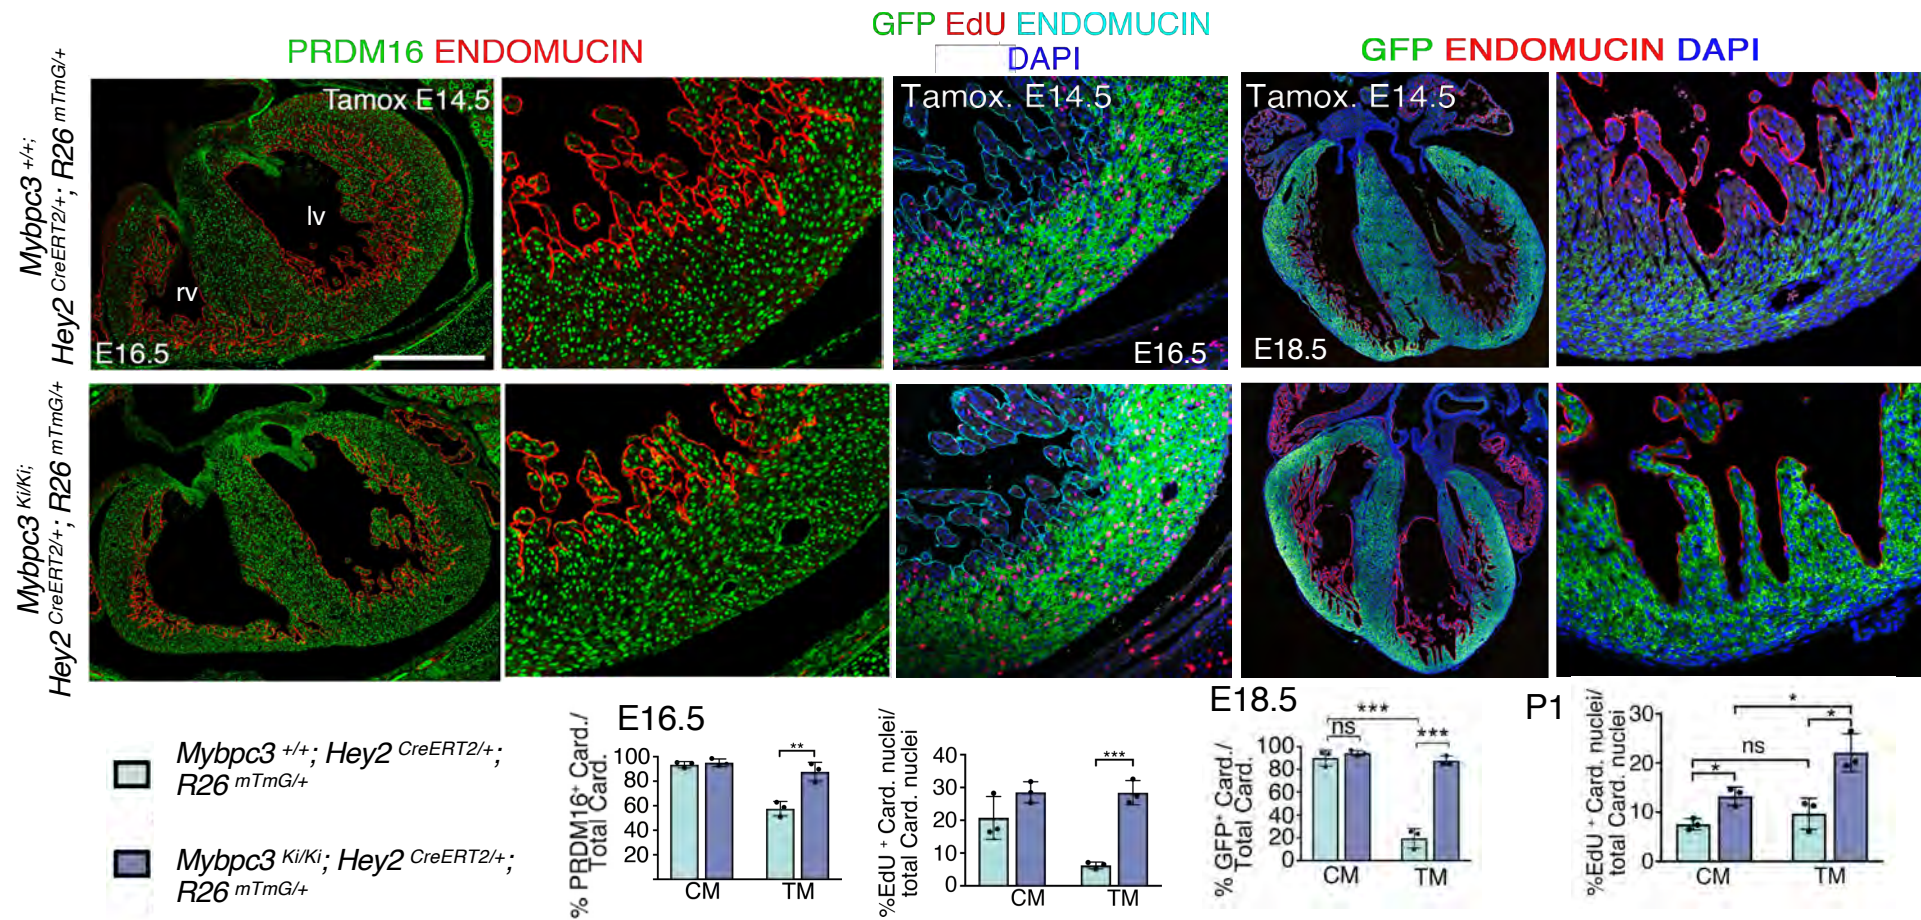 GFP EdU ENDOMUCIN
DAPI
PRDM16 ENDOMUCIN
GFP ENDOMUCIN DAPI
Mybpc3 +/+;
Hey2 CreERT2/+; R26 mTmG/+
Tamox E14.5
lv
rv
E16.5
Tamox. E14.5
E16.5
Tamox. E14.5
E18.5
Mybpc3 Ki/Ki;
Hey2 CreERT2/+; R26 mTmG/+
Mybpc3 +/+; Hey2 CreERT2/+;
R26 mTmG/+
Mybpc3 Ki/Ki; Hey2 CreERT2/+;
R26 mTmG/+
E16.5
% PRDM16+ Card./
Total Card.
100
80
60
40
20
**
CM TM
%EdU + Card. nuclei/
total Card. nuclei
40
30
20
10
0
***
CM TM
E18.5
% GFP+ Card./
Total Card.
100
80
60
40
20
0
***
ns
***
CM TM
P1
%EdU + Card. nuclei/
total Card. nuclei
30
20
10
0
*
*
ns
*
CM TM